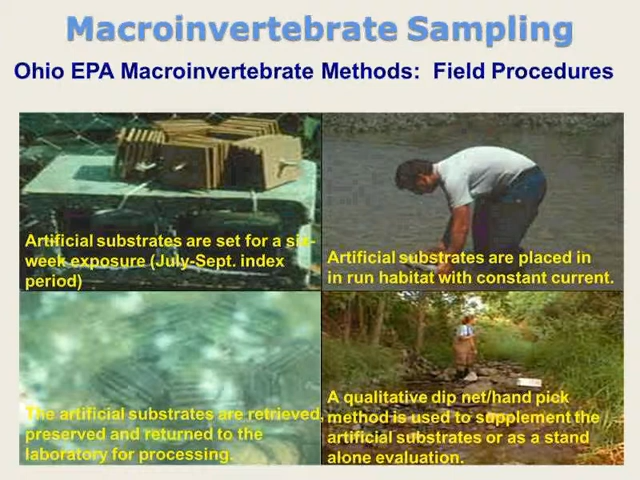 Macroinvertebrate Sampling
Ohio EPA Macroinvertebrate Methods: Field Procedures
Artificial substrates are set for a six-
week exposure (July-Sept. index
period)
Artificial substrates are placed in
in run habitat with constant current.
The artificial substrates are retrieved,
preserved and returned to the
laboratory for processing.
A qualitative dip net/hand pick
method is used to supplement the
artificial substrates or as a stand
alone evaluation.